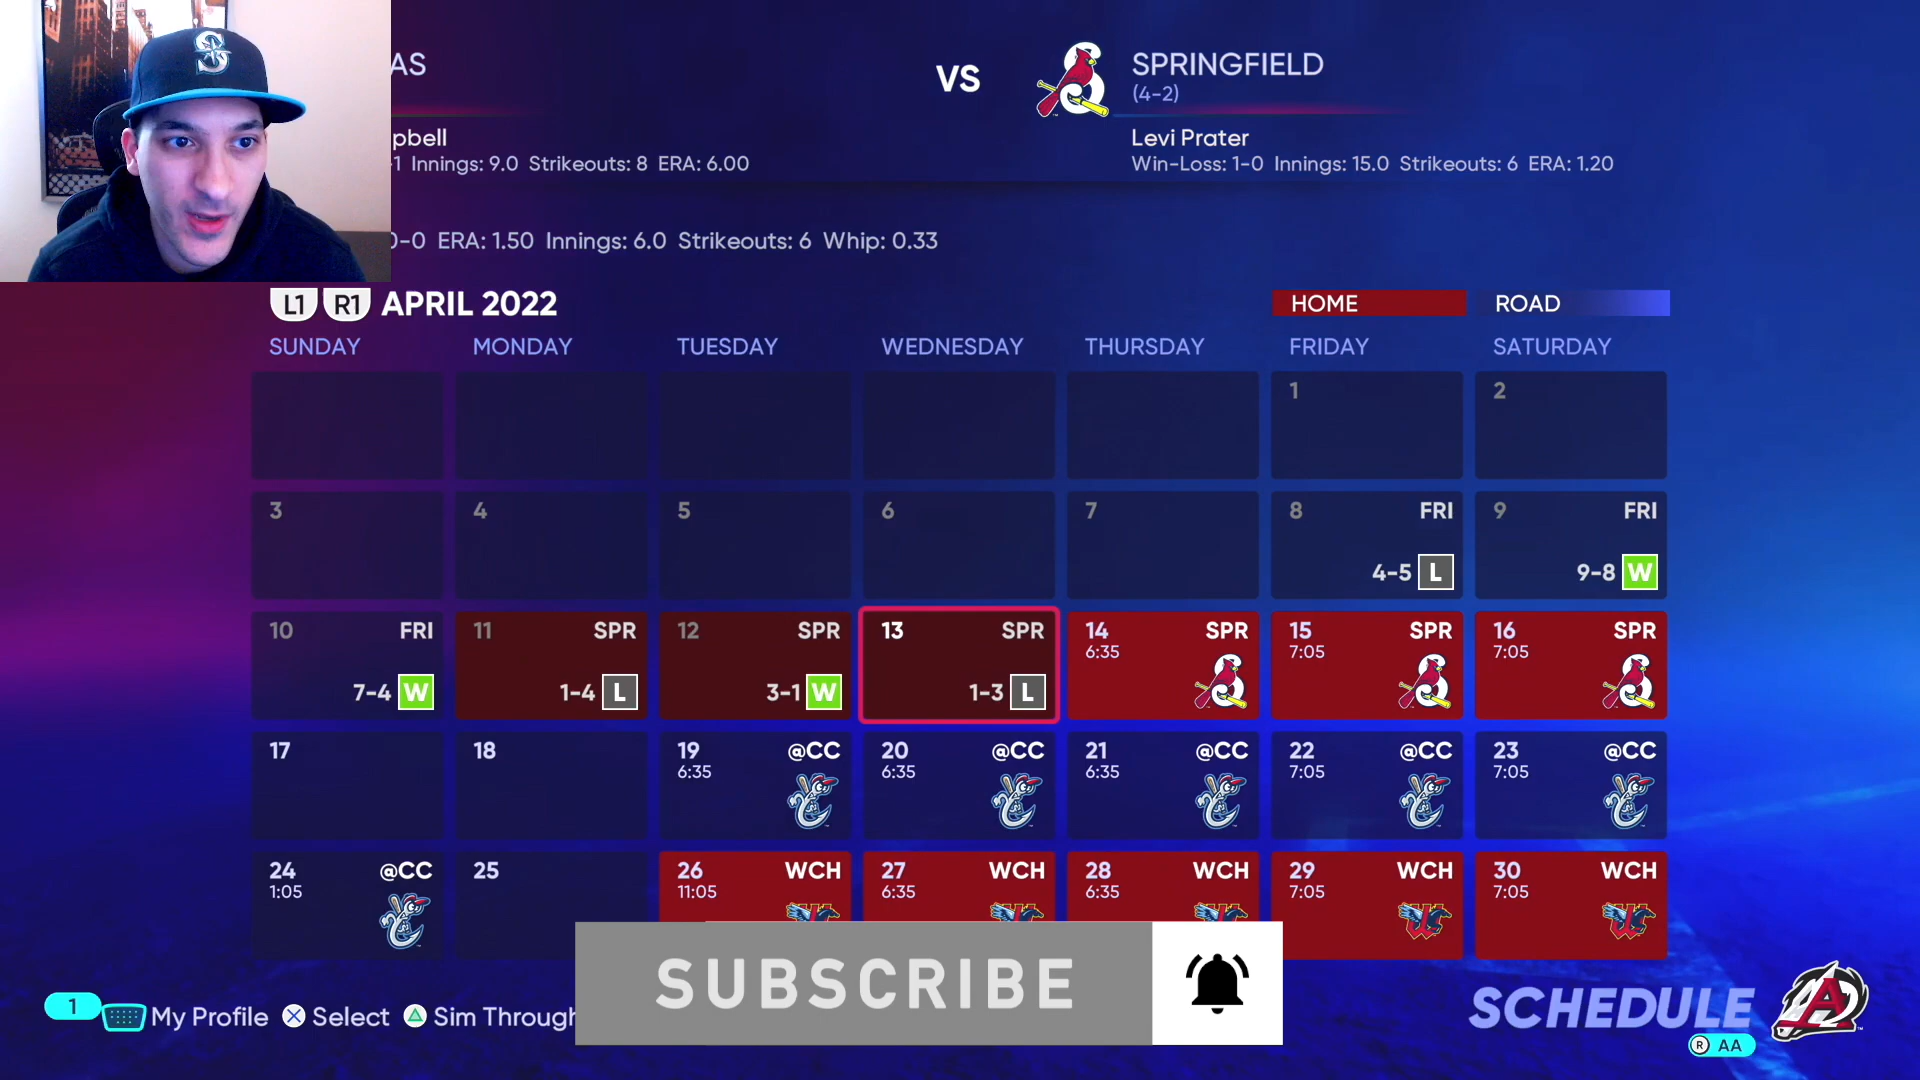 AS
VS
SPRINGFIELD
(4-2)
pbell
-1 Innings: 9.0 Strikeouts: 8 ERA: 6.00
Levi Prater
Win-Loss: 1-0 Innings: 15.0 Strikeouts: 6 ERA: 1.20
0-0 ERA: 1.50 Innings: 6.0 Strikeouts: 6 Whip: 0.33
L1 R1 APRIL 2022
HOME ROAD
SUNDAY MONDAY TUESDAY WEDNESDAY THURSDAY FRIDAY SATURDAY
1 2
3 4 5 6 7 8 FRI 9 FRI
4-5 L 9-8 W
10 FRI 11 SPR 12 SPR 13 SPR 14 SPR 15 SPR 16 SPR
6:35 7:05 7:05
7-4 W 1-4 L 3-1 W 1-3 L
17 18 19 @CC 20 @CC 21 @CC 22 @CC 23 @CC
6:35 6:35 6:35 7:05 7:05
24 @CC 25 26 WCH 27 WCH 28 WCH 29 WCH 30 WCH
1:05 11:05 6:35 6:35 7:05 7:05
SUBSCRIBE
1 My Profile Select Sim Through
SCHEDULE A
R AA